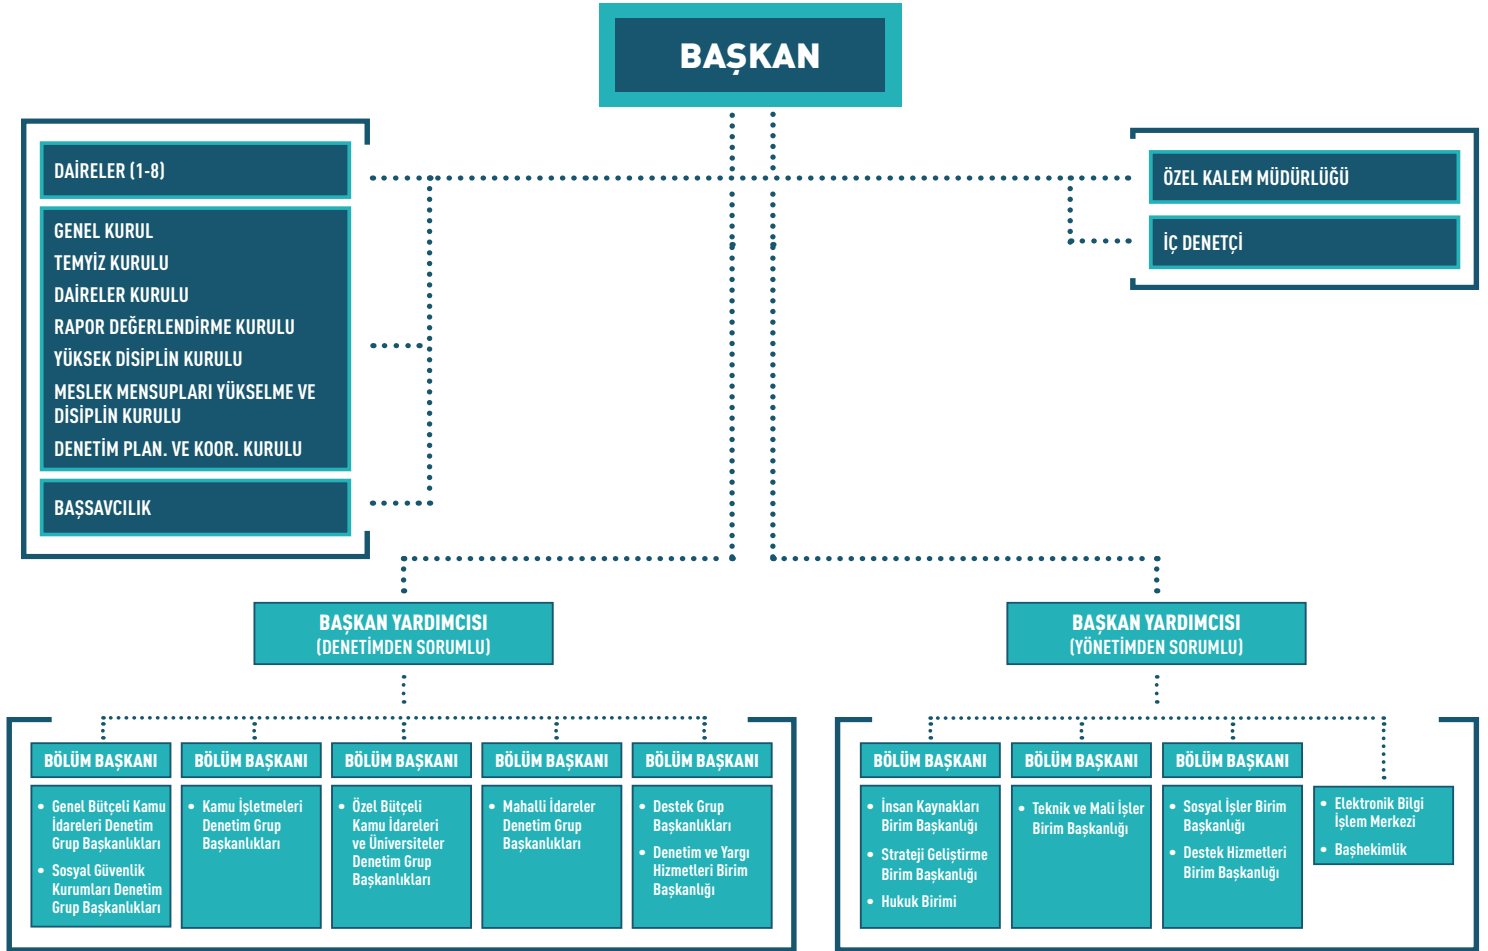 BAŞKAN
DAİRELER (1-8)
GENEL KURUL
TEMYİZ KURULU
DAİRELER KURULU
RAPOR DEĞERLENDİRME KURULU
YÜKSEK DİSİPLİN KURULU
MESLEK MENSUPLARI YÜKSELME VE
DİSİPLİN KURULU
DENETİM PLAN. VE KOOR. KURULU
BAŞSAVCILIK
ÖZEL KALEM MÜDÜRLÜĞÜ
İÇ DENETÇİ
BAŞKAN YARDIMCISI
(DENETİMDEN SORUMLU)
BÖLÜM BAŞKANI
• Genel Bütçeli Kamu
İdareleri Denetim
Grup Başkanlıkları
• Sosyal Güvenlik
Kurumları Denetim
Grup Başkanlıkları
BÖLÜM BAŞKANI
• Kamu İşletmeleri
Denetim Grup
Başkanlıkları
BÖLÜM BAŞKANI
• Özel Bütçeli
Kamu İdareleri
ve Üniversiteler
Denetim Grup
Başkanlıkları
BÖLÜM BAŞKANI
• Mahalli İdareler
Denetim Grup
Başkanlıkları
BÖLÜM BAŞKANI
• Destek Grup
Başkanlıkları
• Denetim ve Yargı
Hizmetleri Birim
Başkanlığı
BAŞKAN YARDIMCISI
(YÖNETİMDEN SORUMLU)
BÖLÜM BAŞKANI
• İnsan Kaynakları
Birim Başkanlığı
• Strateji Geliştirme
Birim Başkanlığı
• Hukuk Birimi
BÖLÜM BAŞKANI
• Teknik ve Mali İşler
Birim Başkanlığı
BÖLÜM BAŞKANI
• Sosyal İşler Birim
Başkanlığı
• Destek Hizmetleri
Birim Başkanlığı
• Elektronik Bilgi
İşlem Merkezi
• Başhekimlik